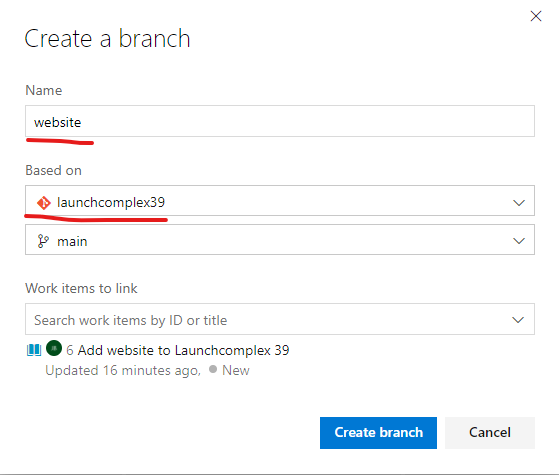 Create a branch
Name
website
Based on
launchcomplex39
main
Work items to link
Search work items by ID or title
6 Add website to Launchcomplex 39
Updated 16 minutes ago, New
Create branch Cancel